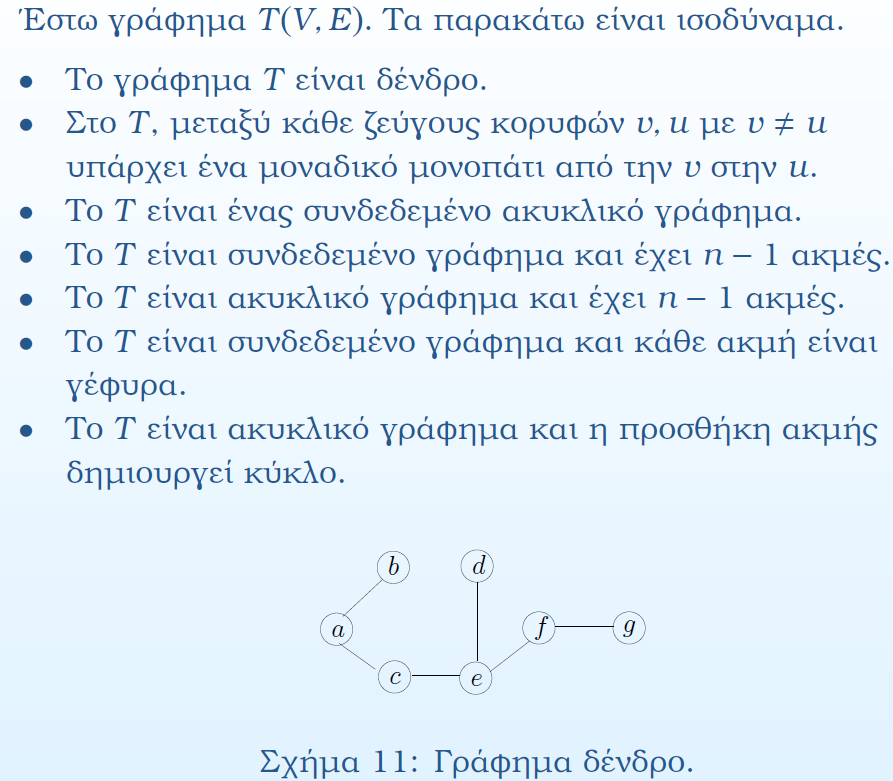 Έστω γράφημα T(V, E). Τα παρακάτω είναι ισοδύναμα.
• Το γράφημα T είναι δένδρο.
• Στο T, μεταξύ κάθε ζεύγους κορυφών v, u με v ≠ u
υπάρχει ένα μοναδικό μονοπάτι από την v στην u.
• Το T είναι ένας συνδεδεμένο ακυκλικό γράφημα.
• Το T είναι συνδεδεμένο γράφημα και έχει n − 1 ακμές.
• Το T είναι ακυκλικό γράφημα και έχει n − 1 ακμές.
• Το T είναι συνδεδεμένο γράφημα και κάθε ακμή είναι
γέφυρα.
• Το T είναι ακυκλικό γράφημα και η προσθήκη ακμής
δημιουργεί κύκλο.
b d
a f g
c e
Σχήμα 11: Γράφημα δένδρο.